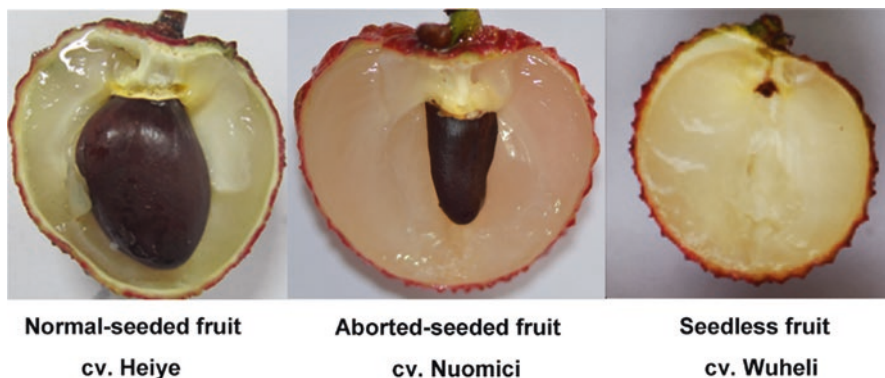 Normal-seeded fruit
cv. Heiye
Aborted-seeded fruit
cv. Nuomici
Seedless fruit
cv. Wuheli